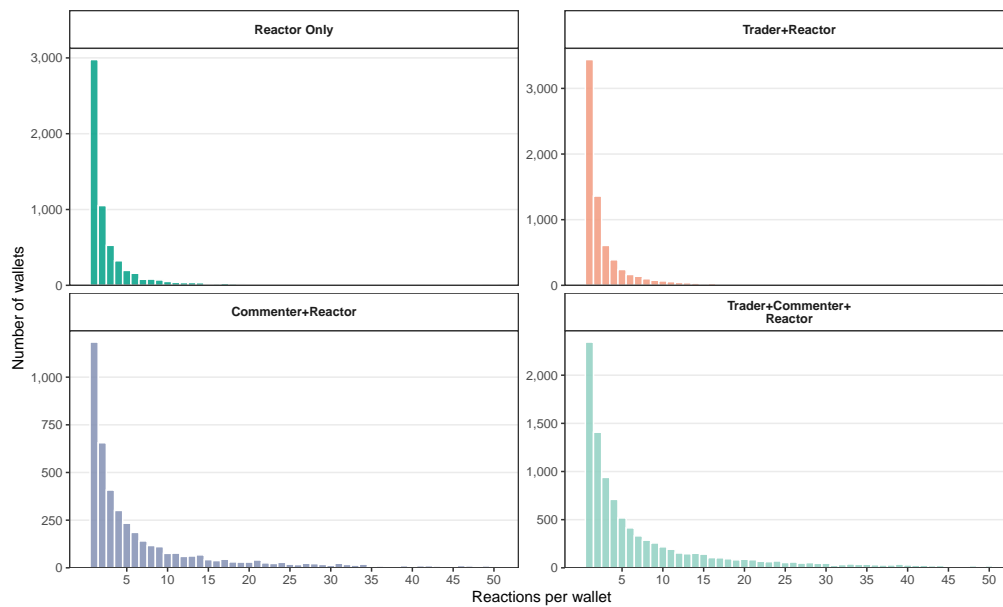 Reactor Only
Trader+Reactor
3,000
2,000
1,000
0
3,000
2,000
1,000
0
Number of wallets
Commenter+Reactor
Trader+Commenter+
Reactor
1,000
750
500
250
0
2,000
1,500
1,000
500
0
5 10 15 20 25 30 35 40 45 50
5 10 15 20 25 30 35 40 45 50
Reactions per wallet